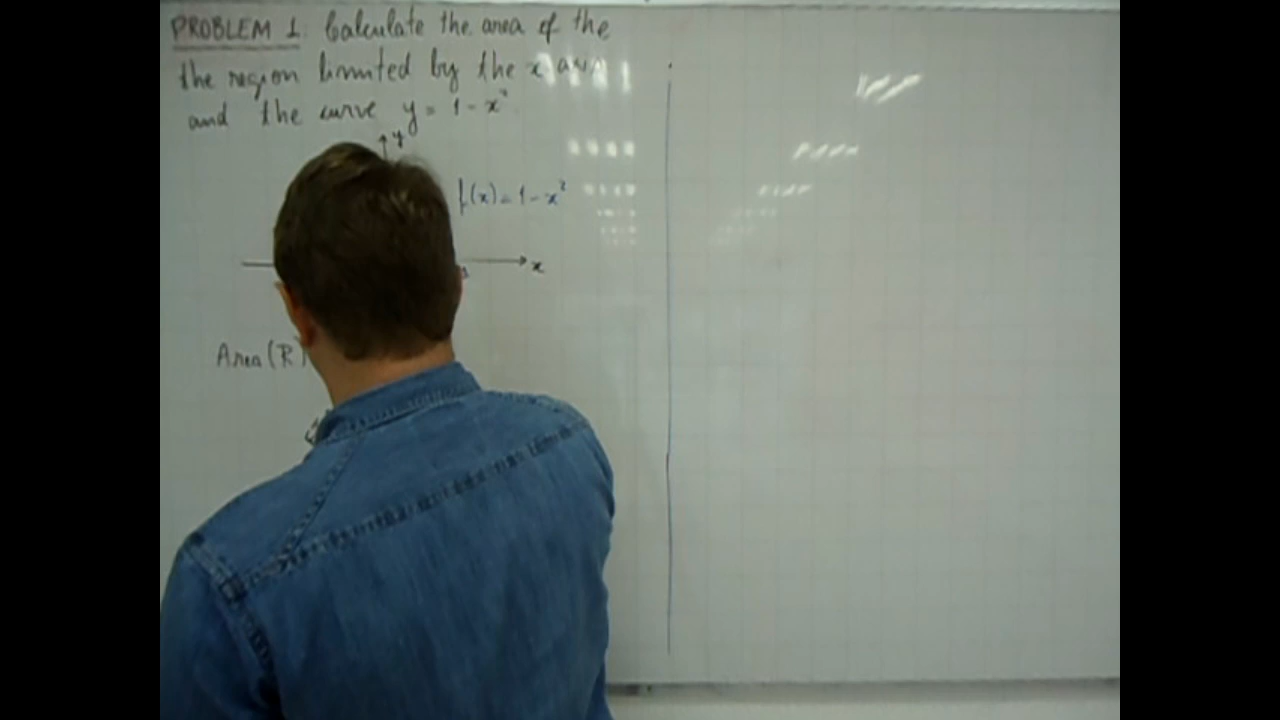 PROBLEM 1. Calculate the area of the
the region limited by the x axis
and the curve y = 1 - x²
y
f(x) = 1 - x²
x
Area (R)